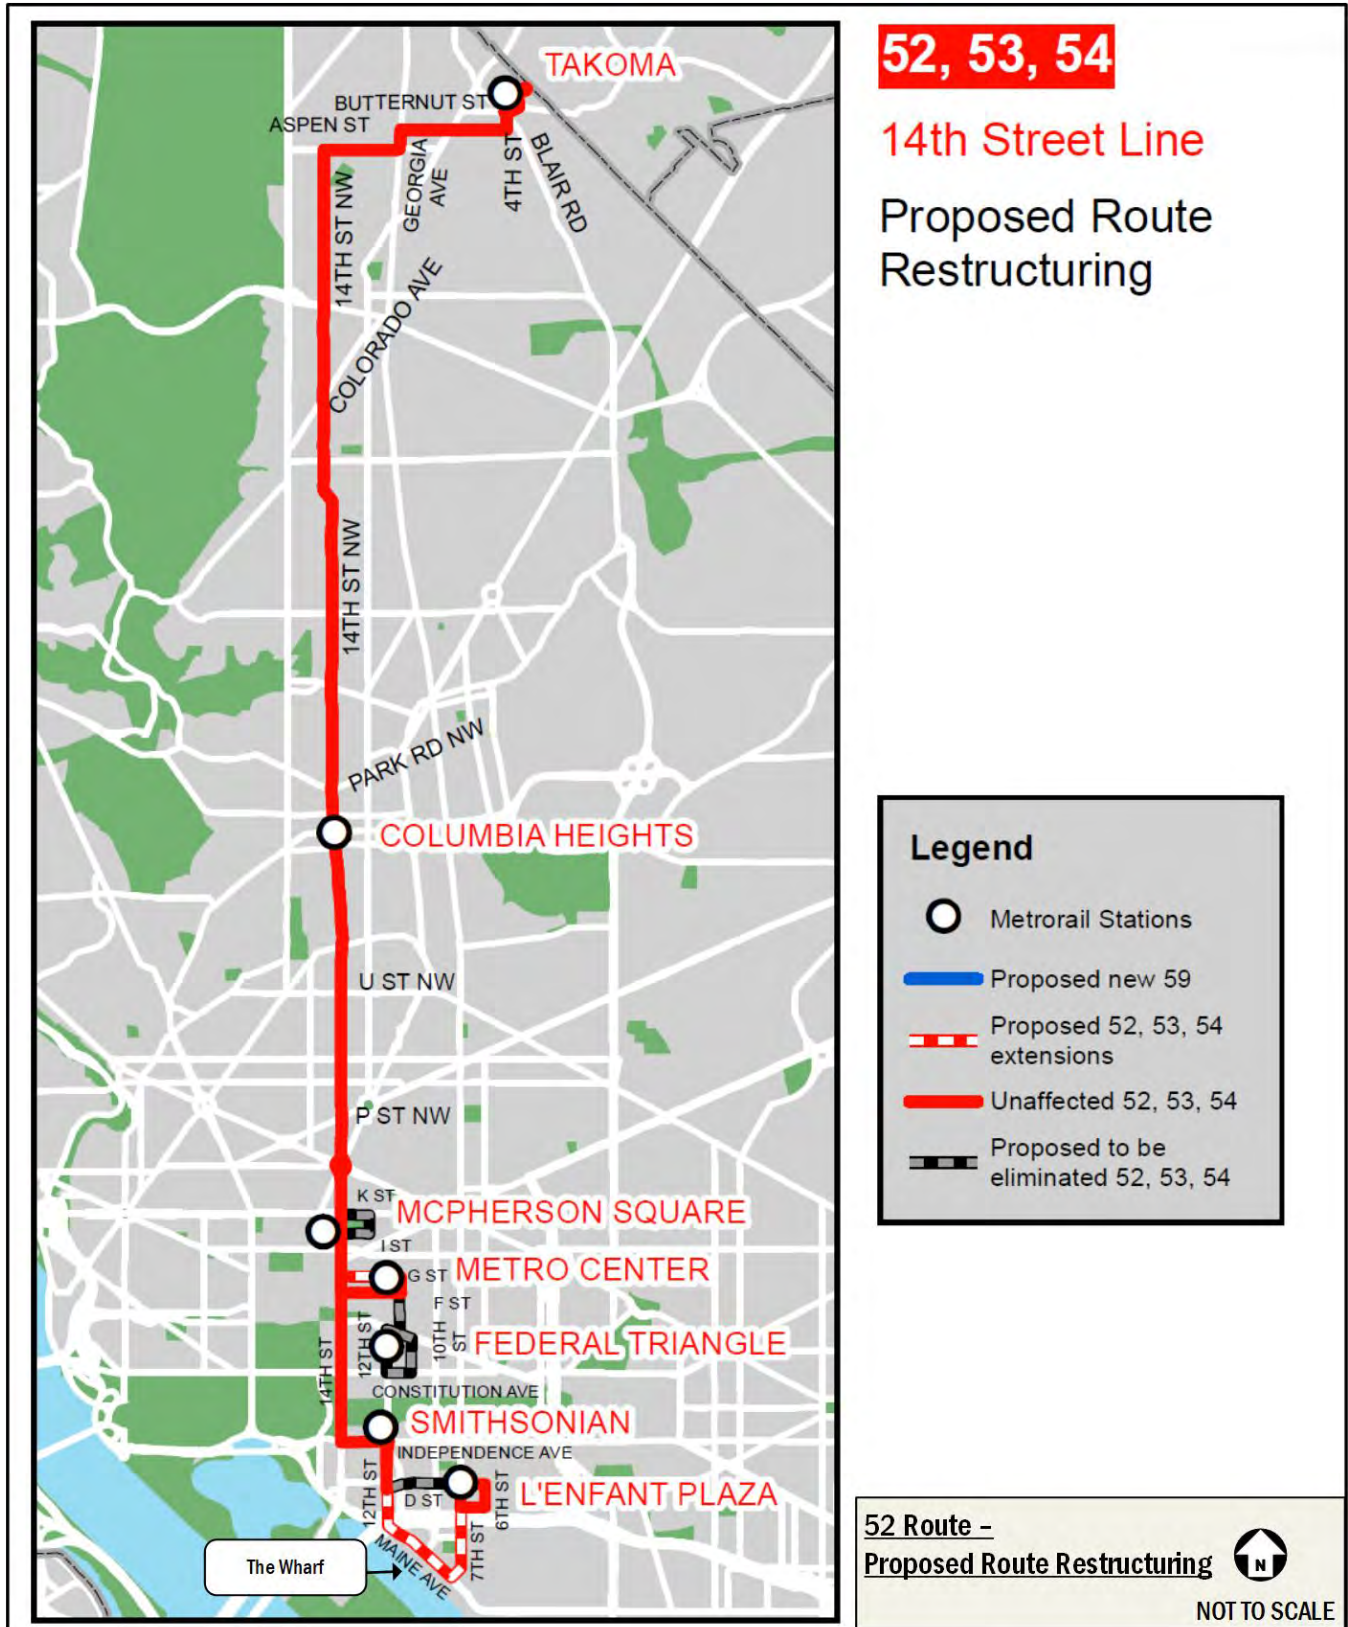 52, 53, 54
14th Street Line
Proposed Route
Restructuring
TAKOMA
BUTTERNUT ST
ASPEN ST
GEORGIA
AVE
4TH ST
BLAIR RD
14TH ST NW
COLORADO AVE
14TH ST NW
PARK RD NW
COLUMBIA HEIGHTS
U ST NW
P ST NW
K ST
MCPHERSON SQUARE
I ST
G ST
METRO CENTER
F ST
12TH ST
10TH
ST
FEDERAL TRIANGLE
14TH ST
CONSTITUTION AVE
SMITHSONIAN
INDEPENDENCE AVE
12TH ST
D ST
6TH ST
L'ENFANT PLAZA
7TH ST
MAINE AVE
The Wharf
Legend
Metrorail Stations
Proposed new 59
Proposed 52, 53, 54
extensions
Unaffected 52, 53, 54
Proposed to be
eliminated 52, 53, 54
52 Route –
Proposed Route Restructuring
N
NOT TO SCALE